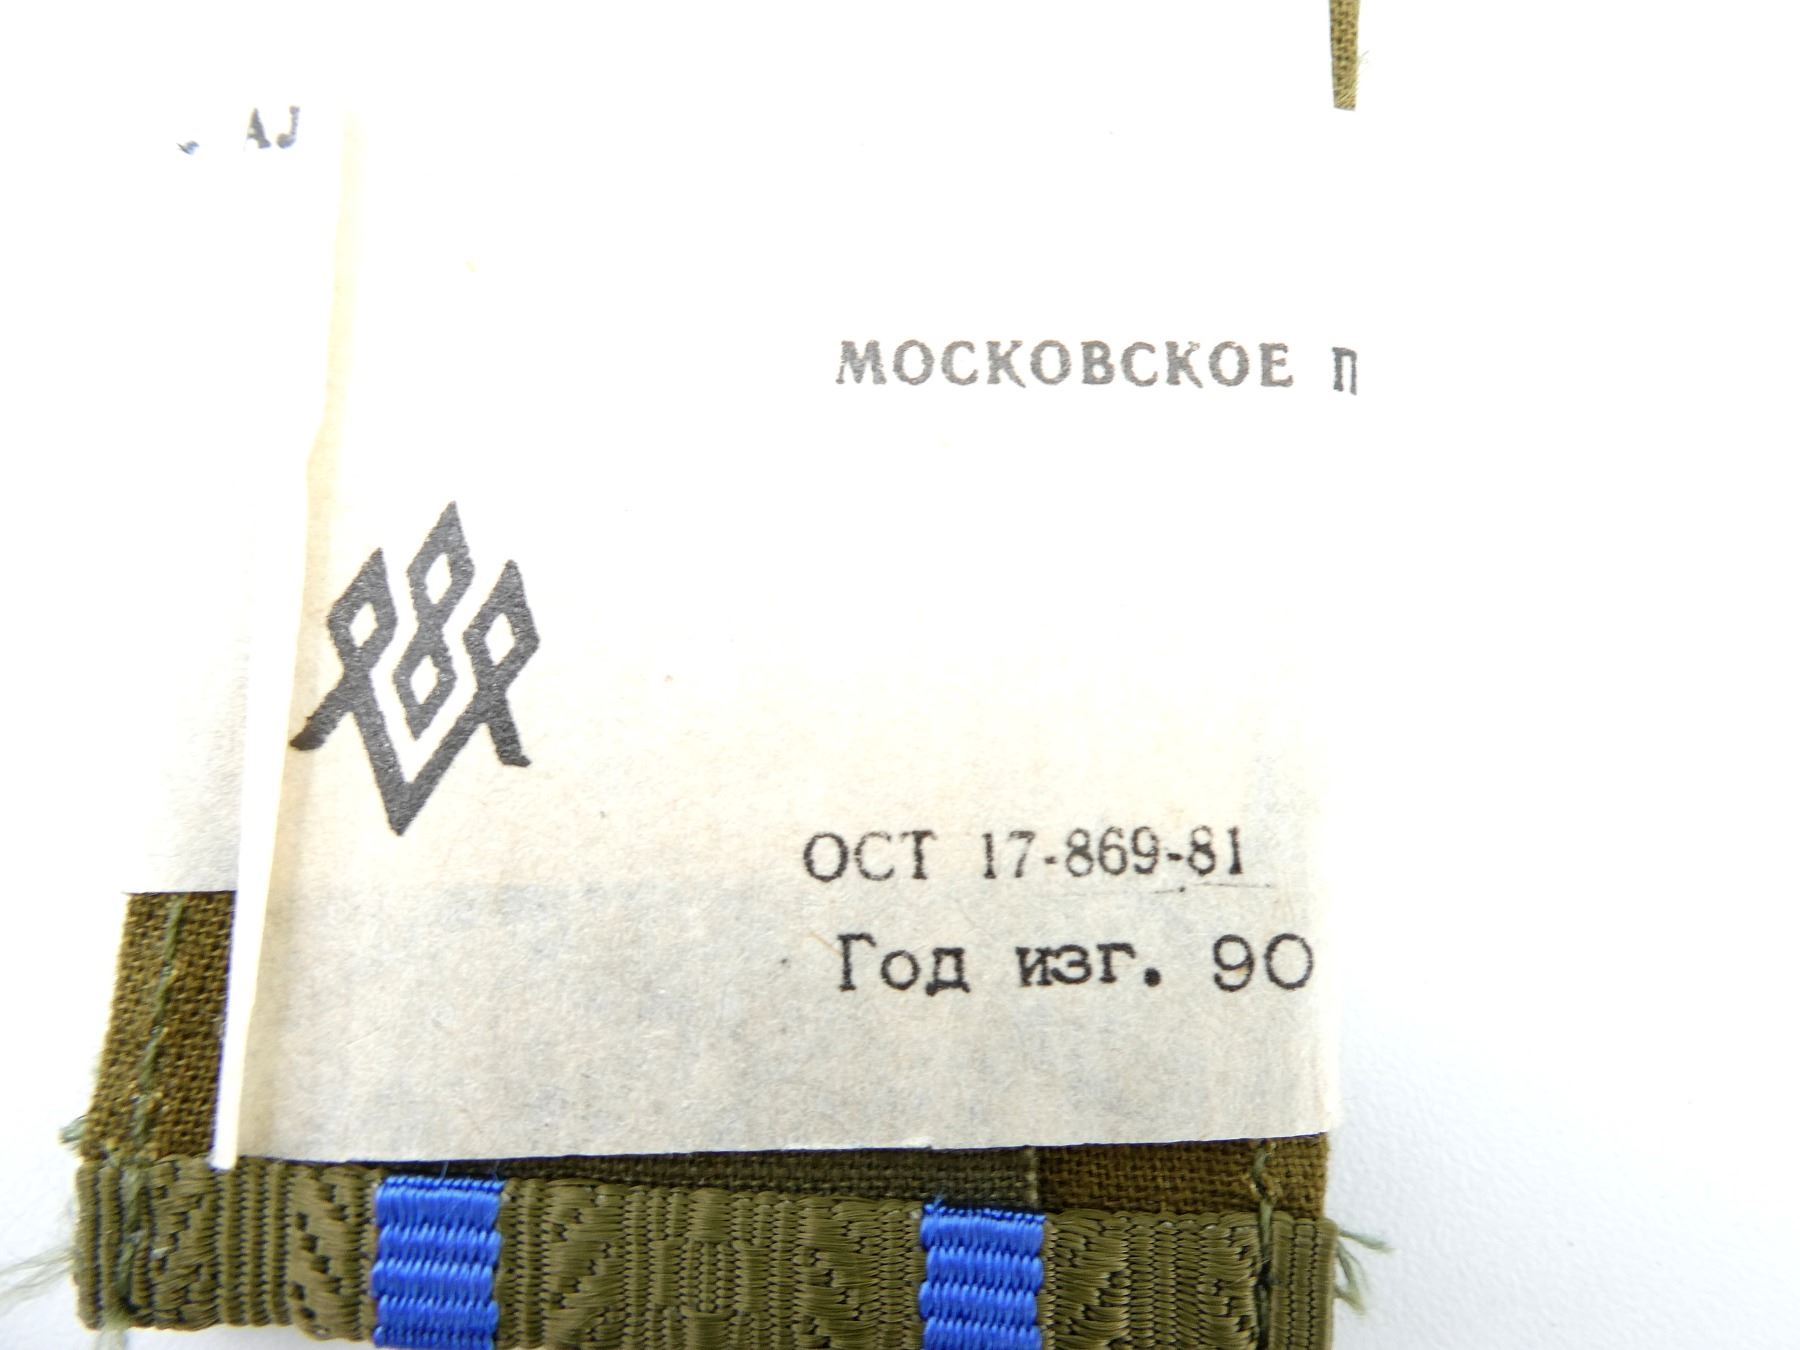 МОСКОВСКОЕ П
ОСТ 17-869-81
Год изг. 90